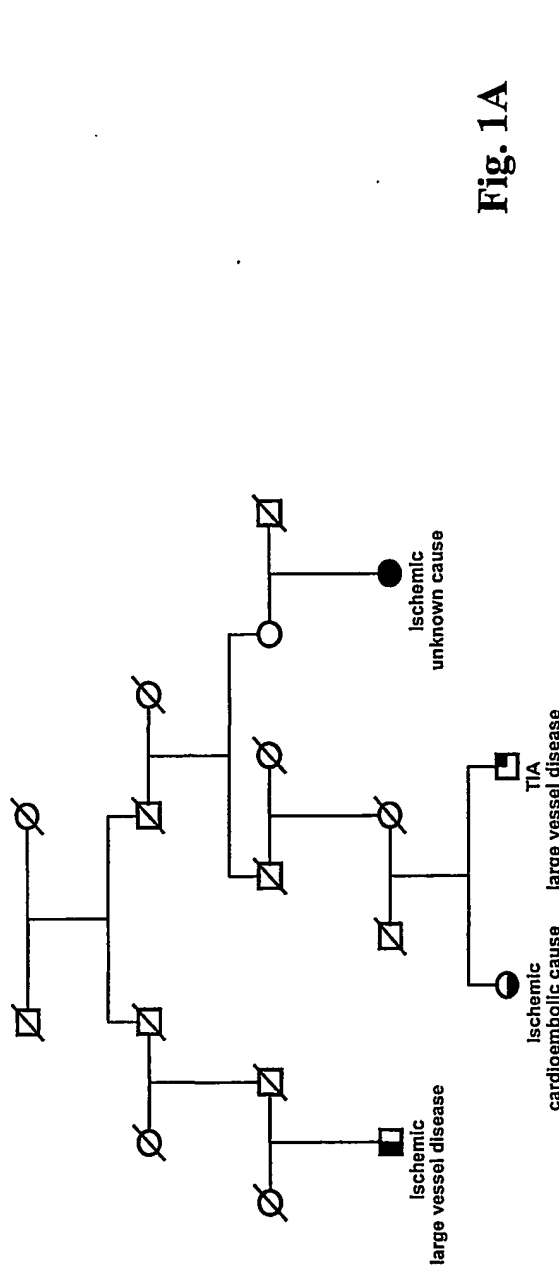 Ischemic
large vessel disease
Ischemic
cardioembolic cause
TIA
large vessel disease
Ischemic
unknown cause
Fig. 1A